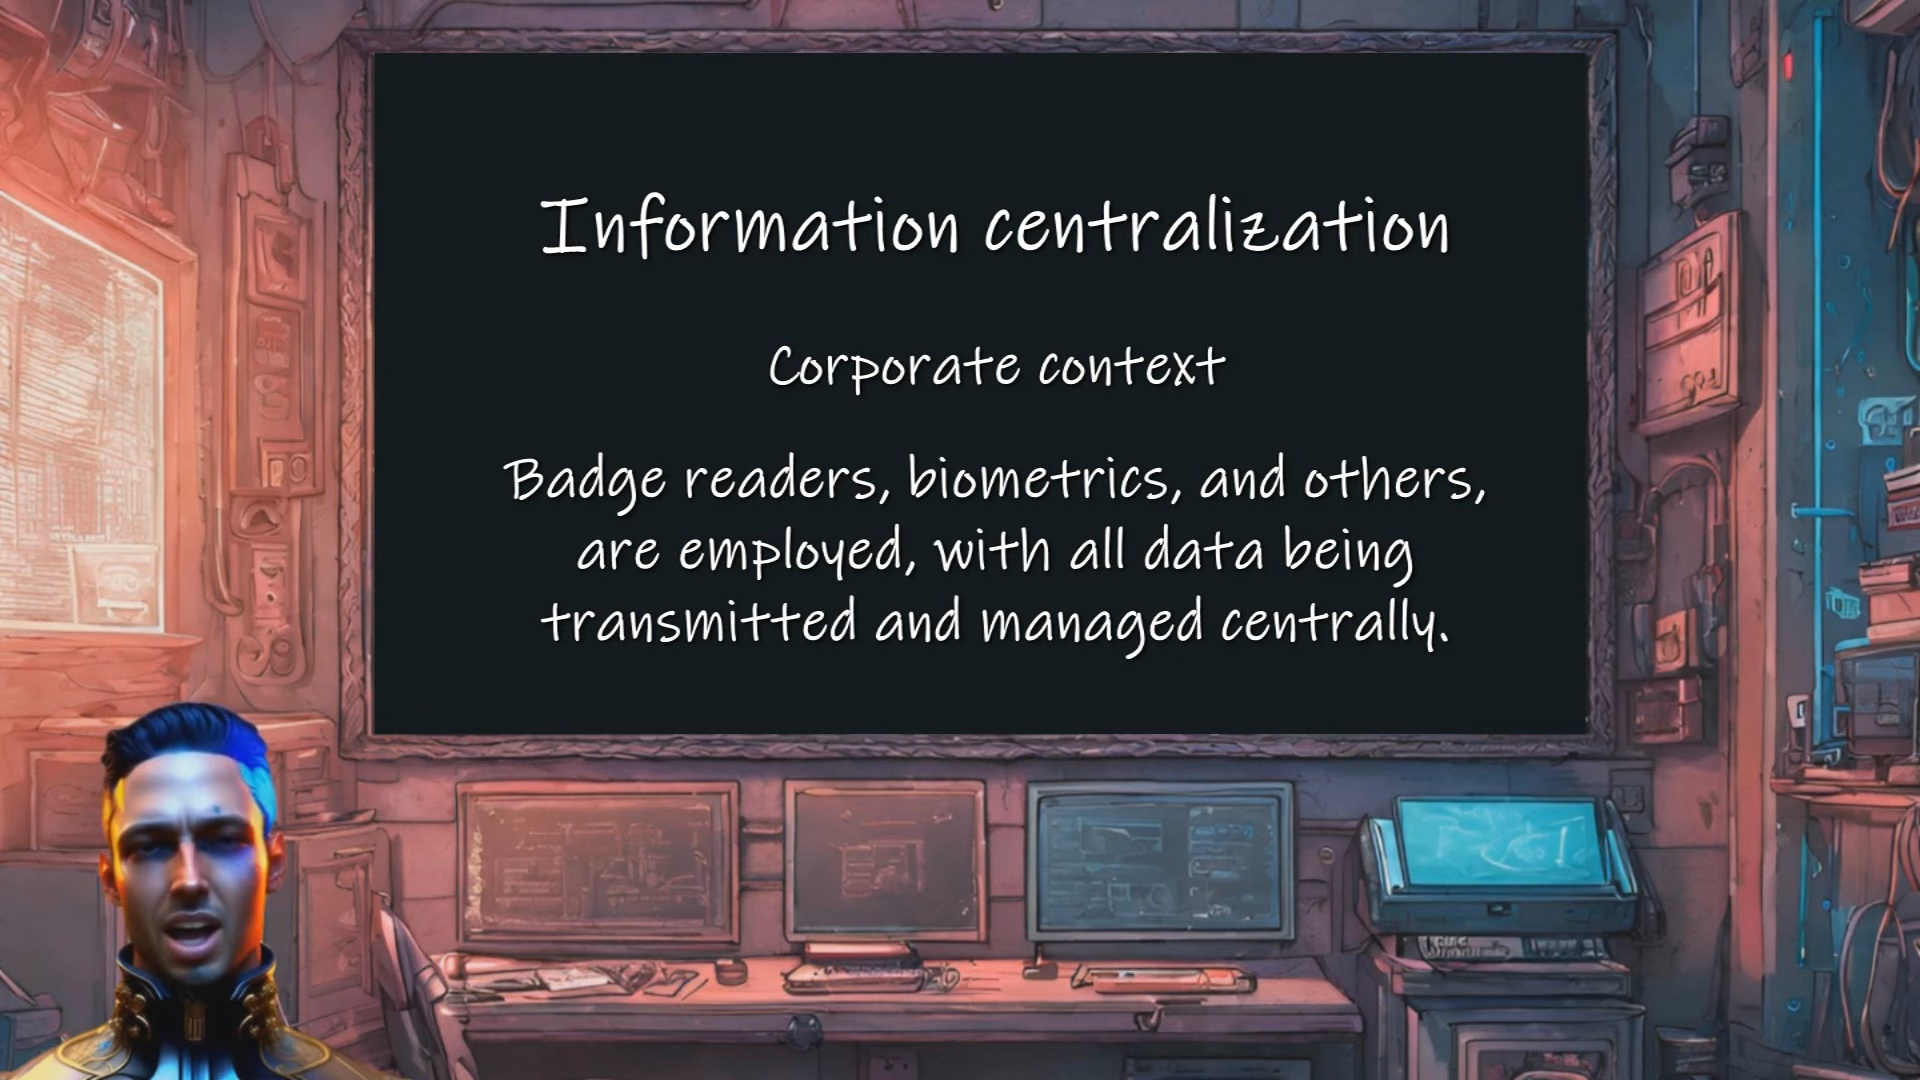 Information centralization
Corporate context
Badge readers, biometrics, and others,
are employed, with all data being
transmitted and managed centrally.